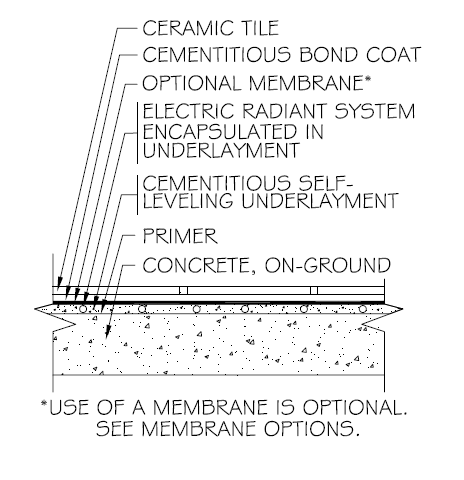 CERAMIC TILE
CEMENTITIOUS BOND COAT
OPTIONAL MEMBRANE*
ELECTRIC RADIANT SYSTEM
ENCAPSULATED IN
UNDERLAYMENT
CEMENTITIOUS SELF-
LEVELING UNDERLAYMENT
PRIMER
CONCRETE, ON-GROUND
*USE OF A MEMBRANE IS OPTIONAL.
SEE MEMBRANE OPTIONS.